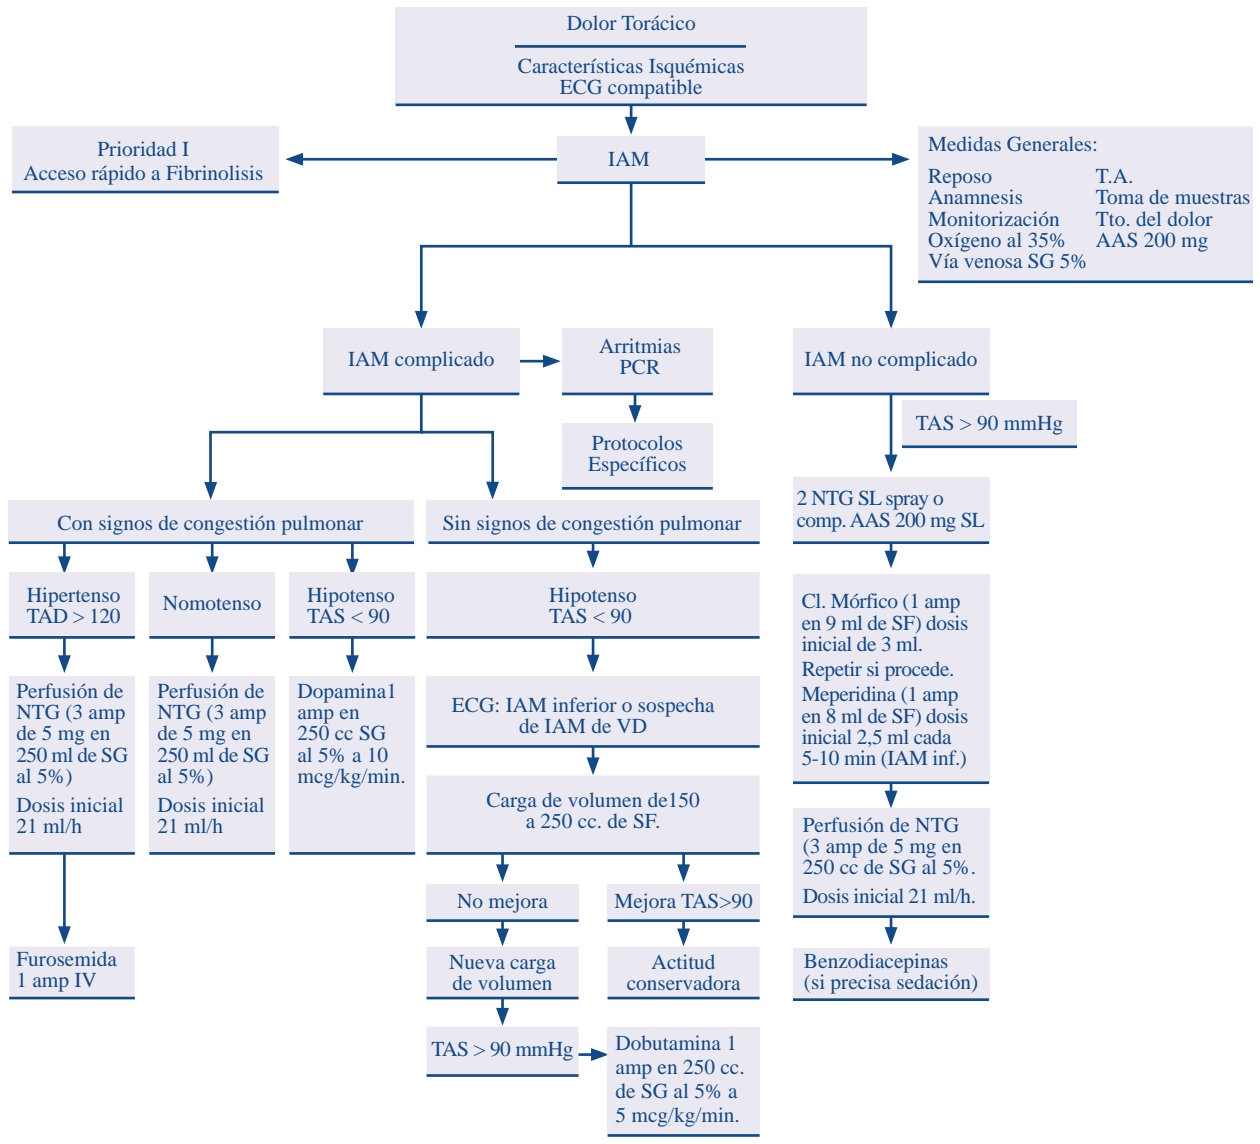 Dolor Torácico
Características Isquémicas
ECG compatible
Prioridad I
Acceso rápido a Fibrinolisis
IAM
Medidas Generales:
Reposo
Anamnesis
Monitorización
Oxígeno al 35%
Vía venosa SG 5%
T.A.
Toma de muestras
Tto. del dolor
AAS 200 mg
IAM complicado
Arritmias
PCR
Protocolos
Específicos
IAM no complicado
TAS > 90 mmHg
Con signos de congestión pulmonar
Sin signos de congestión pulmonar
2 NTG SL spray o
comp. AAS 200 mg SL
Hipertenso
TAD > 120
Nomotenso
Hipotenso
TAS < 90
Hipotenso
TAS < 90
Cl. Mórfico (1 amp
en 9 ml de SF) dosis
inicial de 3 ml.
Repetir si procede.
Meperidina (1 amp
en 8 ml de SF) dosis
inicial 2,5 ml cada
5-10 min (IAM inf.)
Perfusión de
NTG (3 amp
de 5 mg en
250 ml de SG
al 5%)
Dosis inicial
21 ml/h
Perfusión de
NTG (3 amp
de 5 mg en
250 ml de SG
al 5%)
Dosis inicial
21 ml/h
Dopamina1
amp en
250 cc SG
al 5% a 10
mcg/kg/min.
ECG: IAM inferior o sospecha
de IAM de VD
Carga de volumen de150
a 250 cc. de SF.
Perfusión de NTG
(3 amp de 5 mg en
250 cc de SG al 5%.
Dosis inicial 21 ml/h.
No mejora
Mejora TAS>90
Furosemida
1 amp IV
Nueva carga
de volumen
Actitud
conservadora
Benzodiacepinas
(si precisa sedación)
TAS > 90 mmHg
Dobutamina 1
amp en 250 cc.
de SG al 5% a
5 mcg/kg/min.